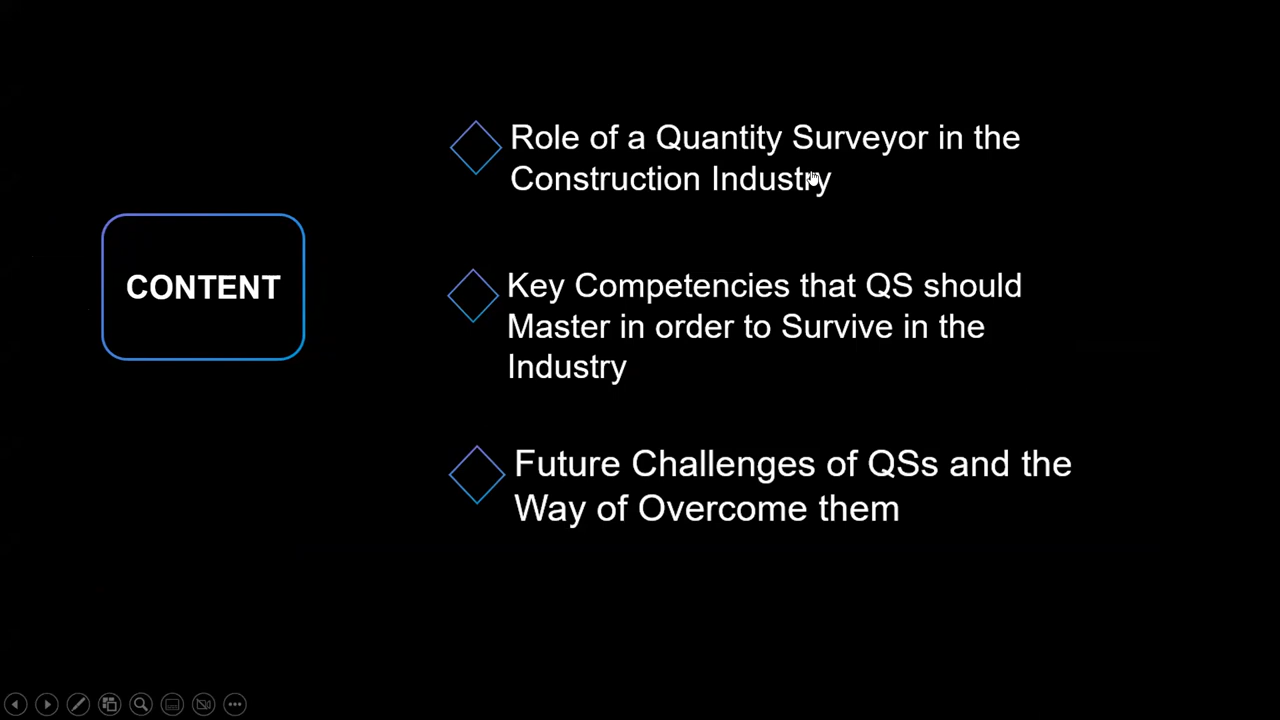 Role of a Quantity Surveyor in the
Construction Industry
CONTENT
Key Competencies that QS should
Master in order to Survive in the
Industry
Future Challenges of QSs and the
Way of Overcome them